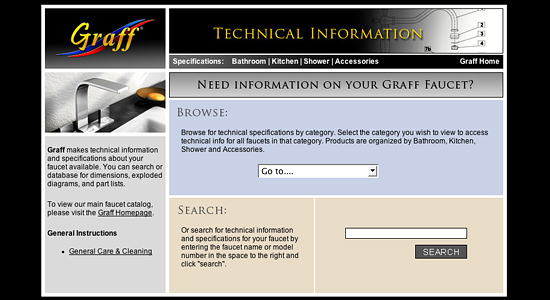 Graff
TECHNICAL INFORMATION
2
3
4
7b
Specifications: Bathroom | Kitchen | Shower | Accessories
Graff Home
NEED INFORMATION ON YOUR GRAFF FAUCET?
Graff makes technical information
and specifications about your
faucet available. You can search or
database for dimensions, exploded
diagrams, and part lists.
To view our main faucet catalog,
please visit the Graff Homepage.
General Instructions
• General Care & Cleaning
BROWSE:
Browse for technical specifications by category. Select the category you wish to view to access
technical info for all faucets in that category. Products are organized by Bathroom, Kitchen,
Shower and Accessories.
Go to....
SEARCH:
Or search for technical information
and specifications for your faucet by
entering the faucet name or model
number in the space to the right and
click "search".
SEARCH